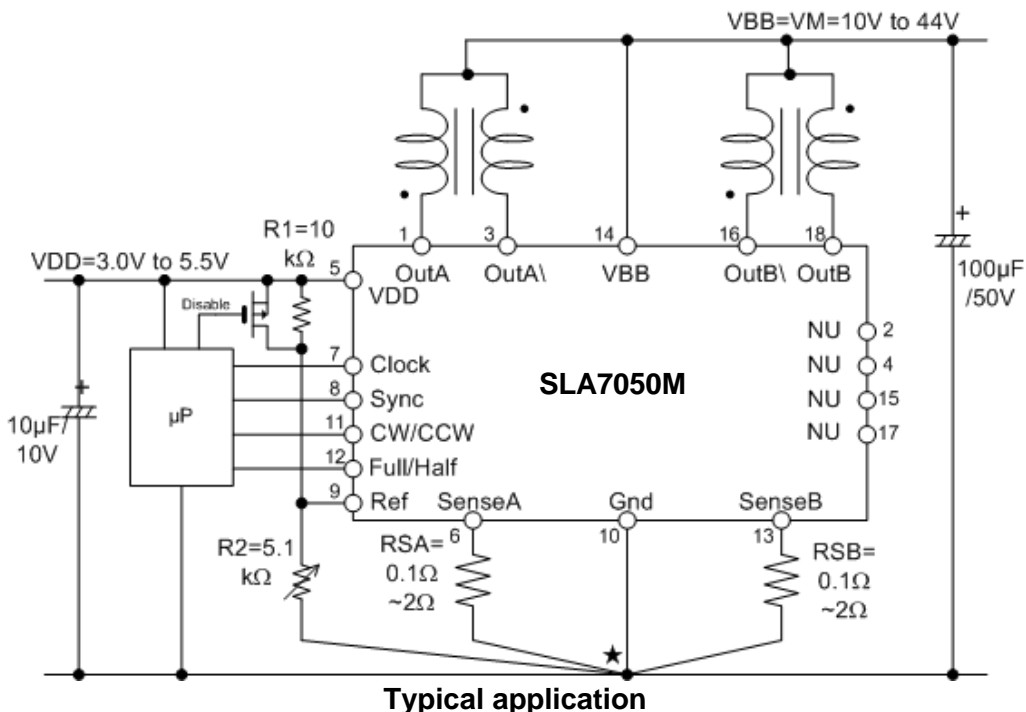 VBB=VM=10V to 44V
R1=10
kΩ
1
3
14
16
18
OutA
OutA\
VBB
OutB\
OutB
+
100µF
/50V
VDD=3.0V to 5.5V
5
VDD
Disable
NU
2
NU
4
NU
15
NU
17
7
Clock
8
Sync
11
CW/CCW
12
Full/Half
9
Ref
SLA7050M
µP
+
10µF/
10V
SenseA
Gnd
SenseB
6
10
13
R2=5.1
kΩ
RSA=
0.1Ω
~2Ω
RSB=
0.1Ω
~2Ω
★
Typical application